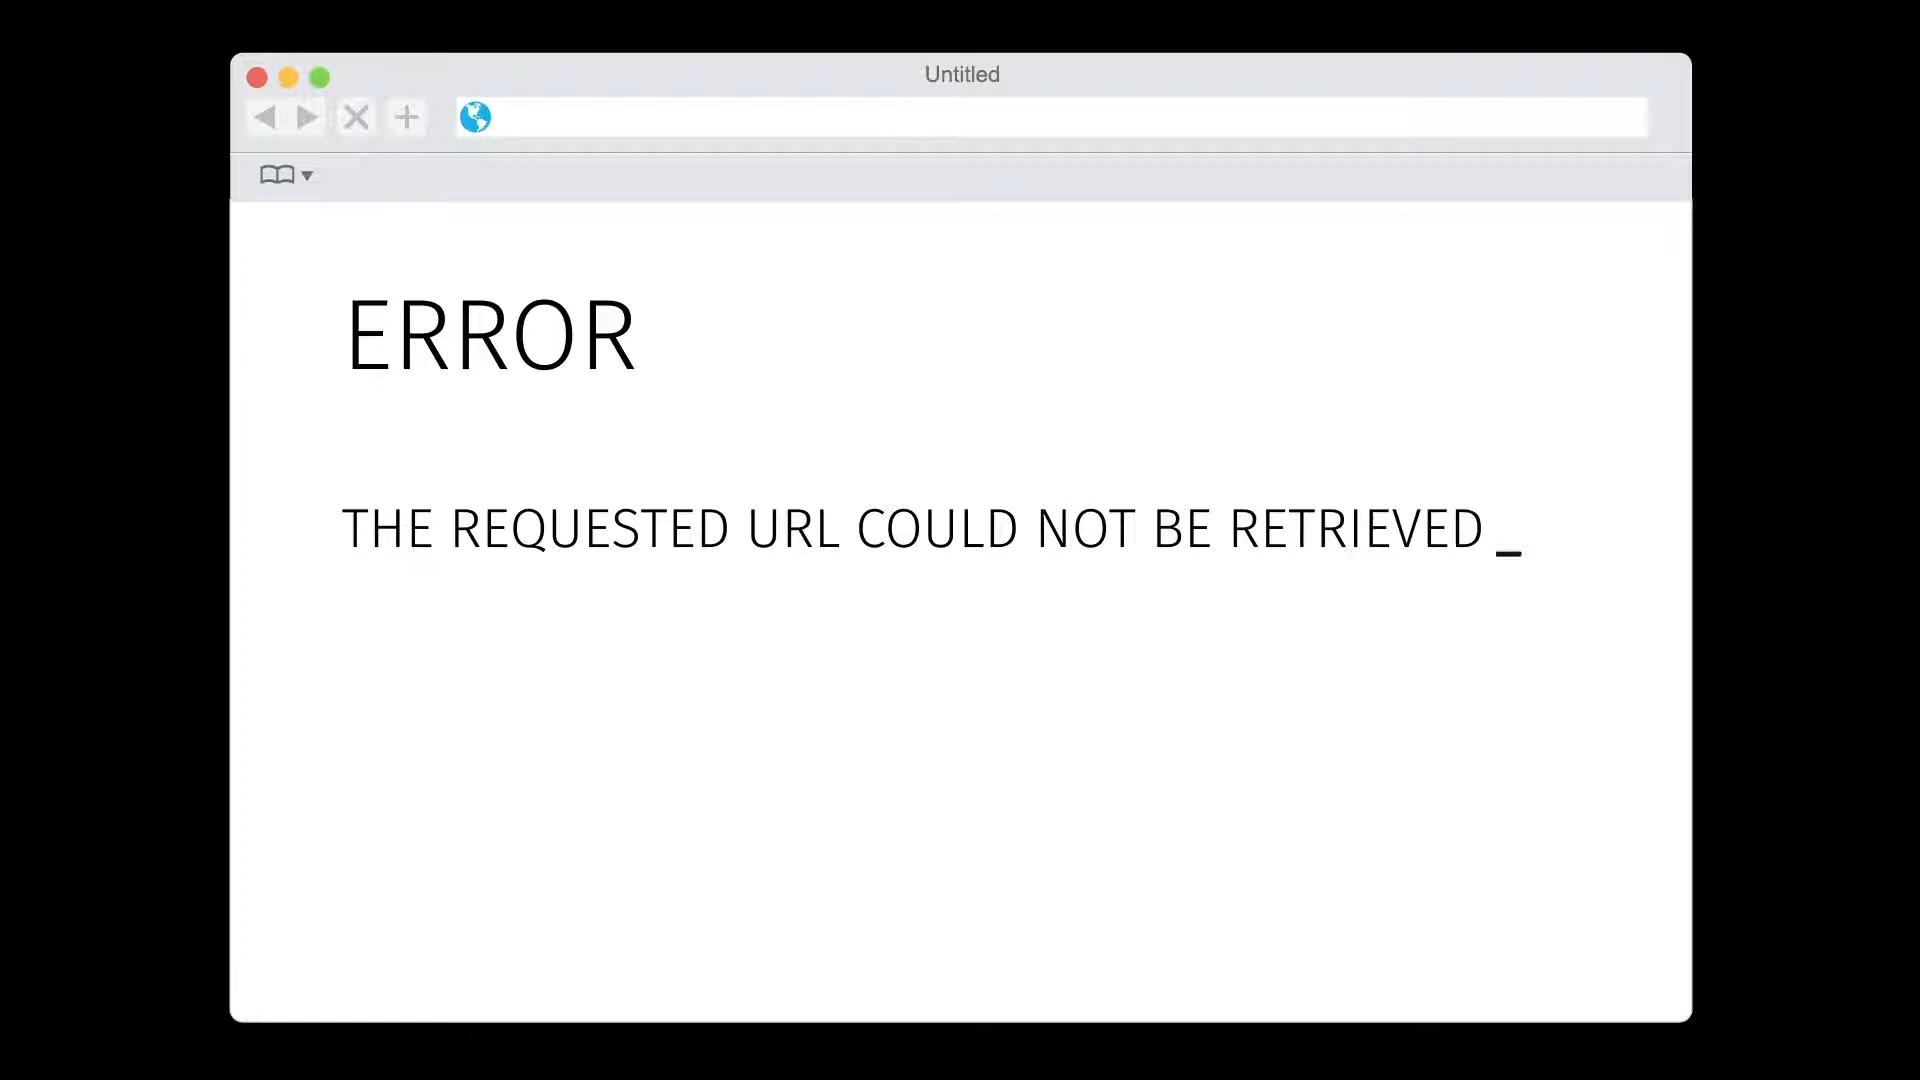 Untitled
ERROR
THE REQUESTED URL COULD NOT BE RETRIEVED _